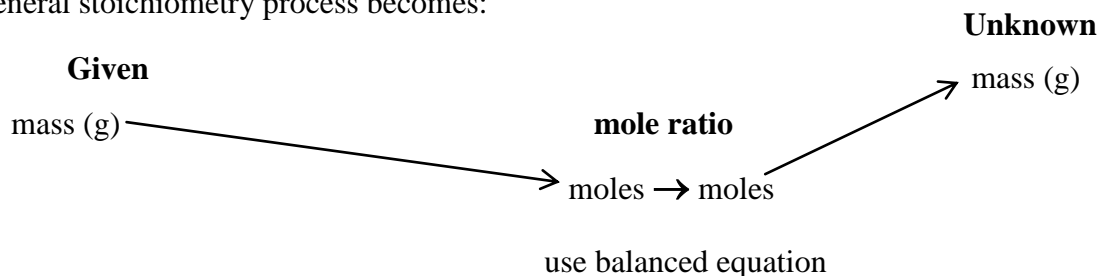 eneral stoichiometry process becomes:
Unknown
Given
mass (g)
mass (g)
mole ratio
moles → moles
use balanced equation